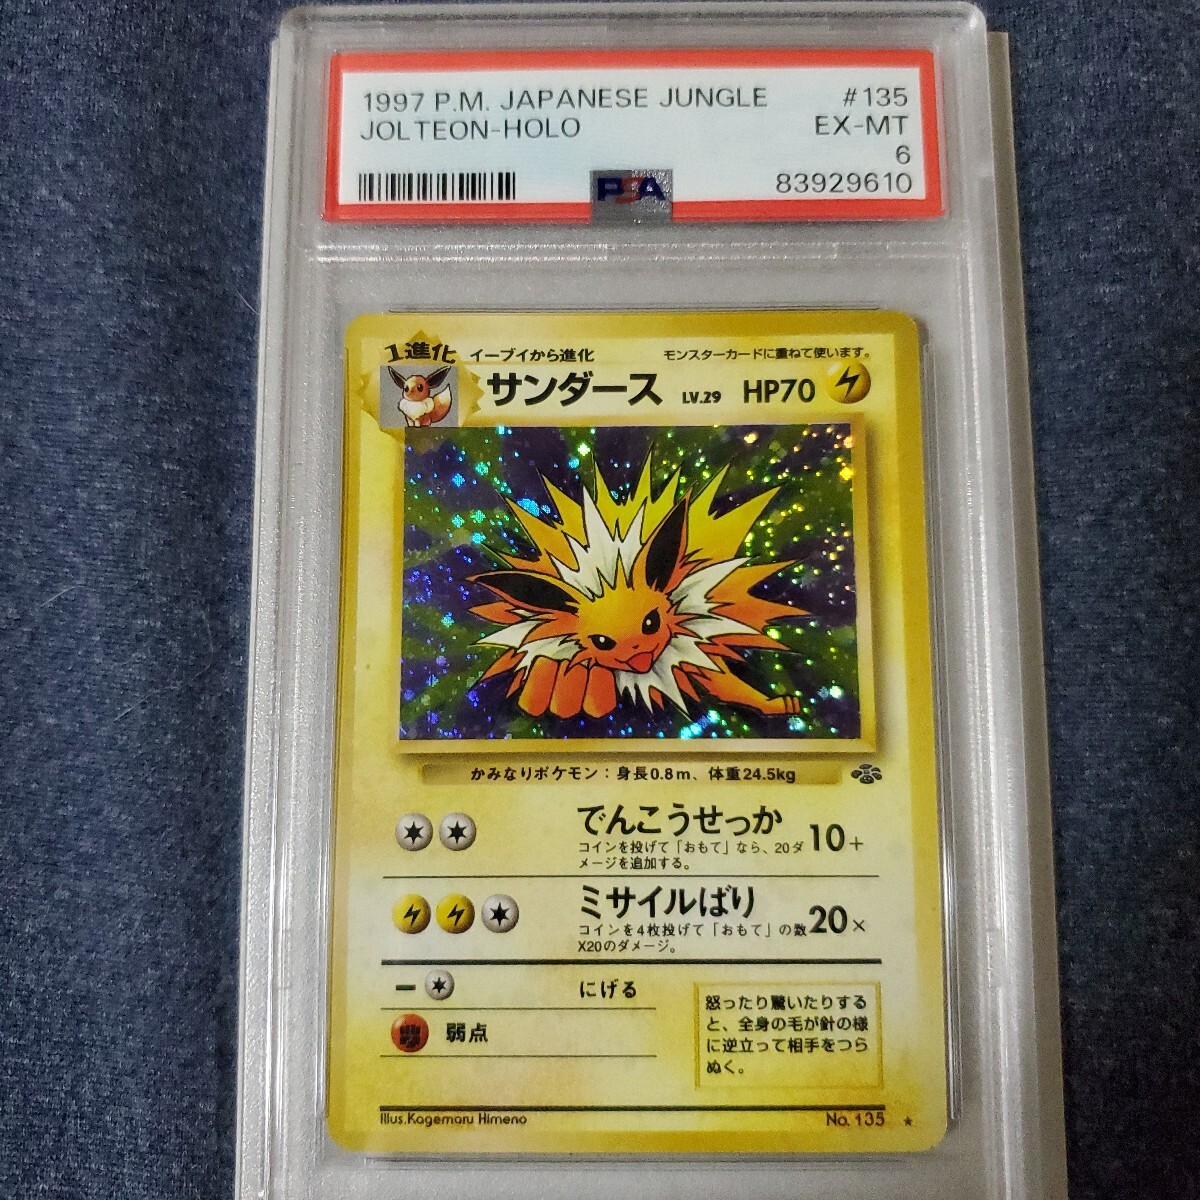 1997 P.M. JAPANESE JUNGLE #135
JOLTEON-HOLO EX-MT
6
PSA 83929610
1進化 イーブイから進化 モンスターカードに重ねて使います。
サンダース LV.29 HP70
かみなりポケモン：身長0.8m、体重24.5kg
でんこうせっか 10+
コインを投げて「おもて」なら、20ダ
メージを追加する。
ミサイルばり 20×
コインを4枚投げて「おもて」の数
X20のダメージ。
にげる
弱点
怒ったり驚いたりする
と、全身の毛が針の様
に逆立って相手をつら
ぬく。
Illus.Kagemaru Himeno No. 135 ★